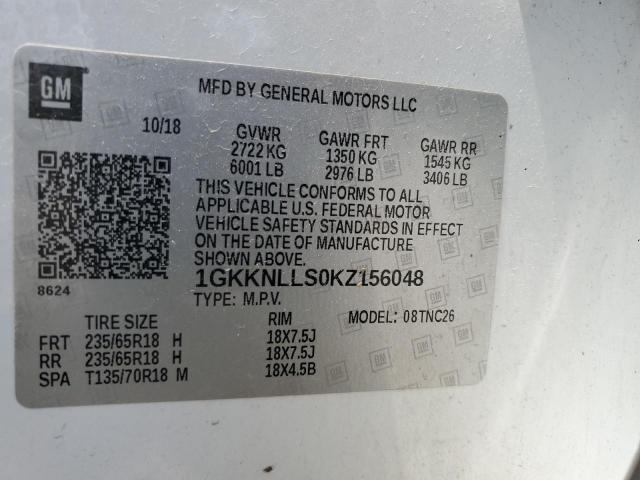 GM
MFD BY GENERAL MOTORS LLC
10/18
GVWR GAWR FRT GAWR RR
2722 KG 1350 KG 1545 KG
6001 LB 2976 LB 3406 LB
THIS VEHICLE CONFORMS TO ALL
APPLICABLE U.S. FEDERAL MOTOR
VEHICLE SAFETY STANDARDS IN EFFECT
ON THE DATE OF MANUFACTURE
SHOWN ABOVE.
8624
1GKKNLLS0KZ156048
TYPE: M.P.V.
TIRE SIZE RIM MODEL: 08TNC26
FRT 235/65R18 H 18X7.5J
RR 235/65R18 H 18X7.5J
SPA T135/70R18 M 18X4.5B